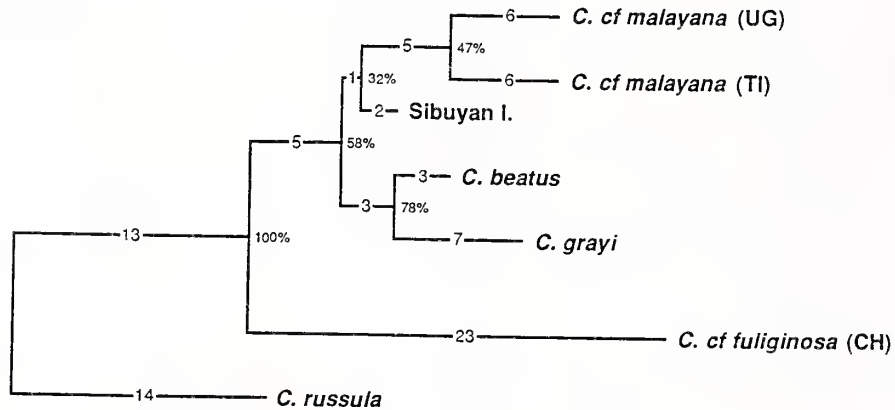 6 C. cf malayana (UG)
5 47%
1 32% 6 C. cf malayana (TI)
2 Sibuyan I.
5 58%
3 C. beatus
3 78%
13 100% 7 C. grayi
23 C. cf fuliginosa (CH)
14 C. russula